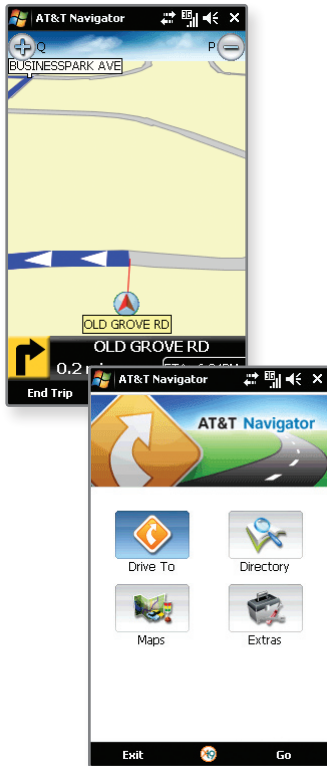 AT&T Navigator
Q P
BUSINESSPARK AVE
OLD GROVE RD
OLD GROVE RD
0.2
End Trip
AT&T Navigator
AT&T Navigator
Drive To Directory
Maps Extras
Exit Go